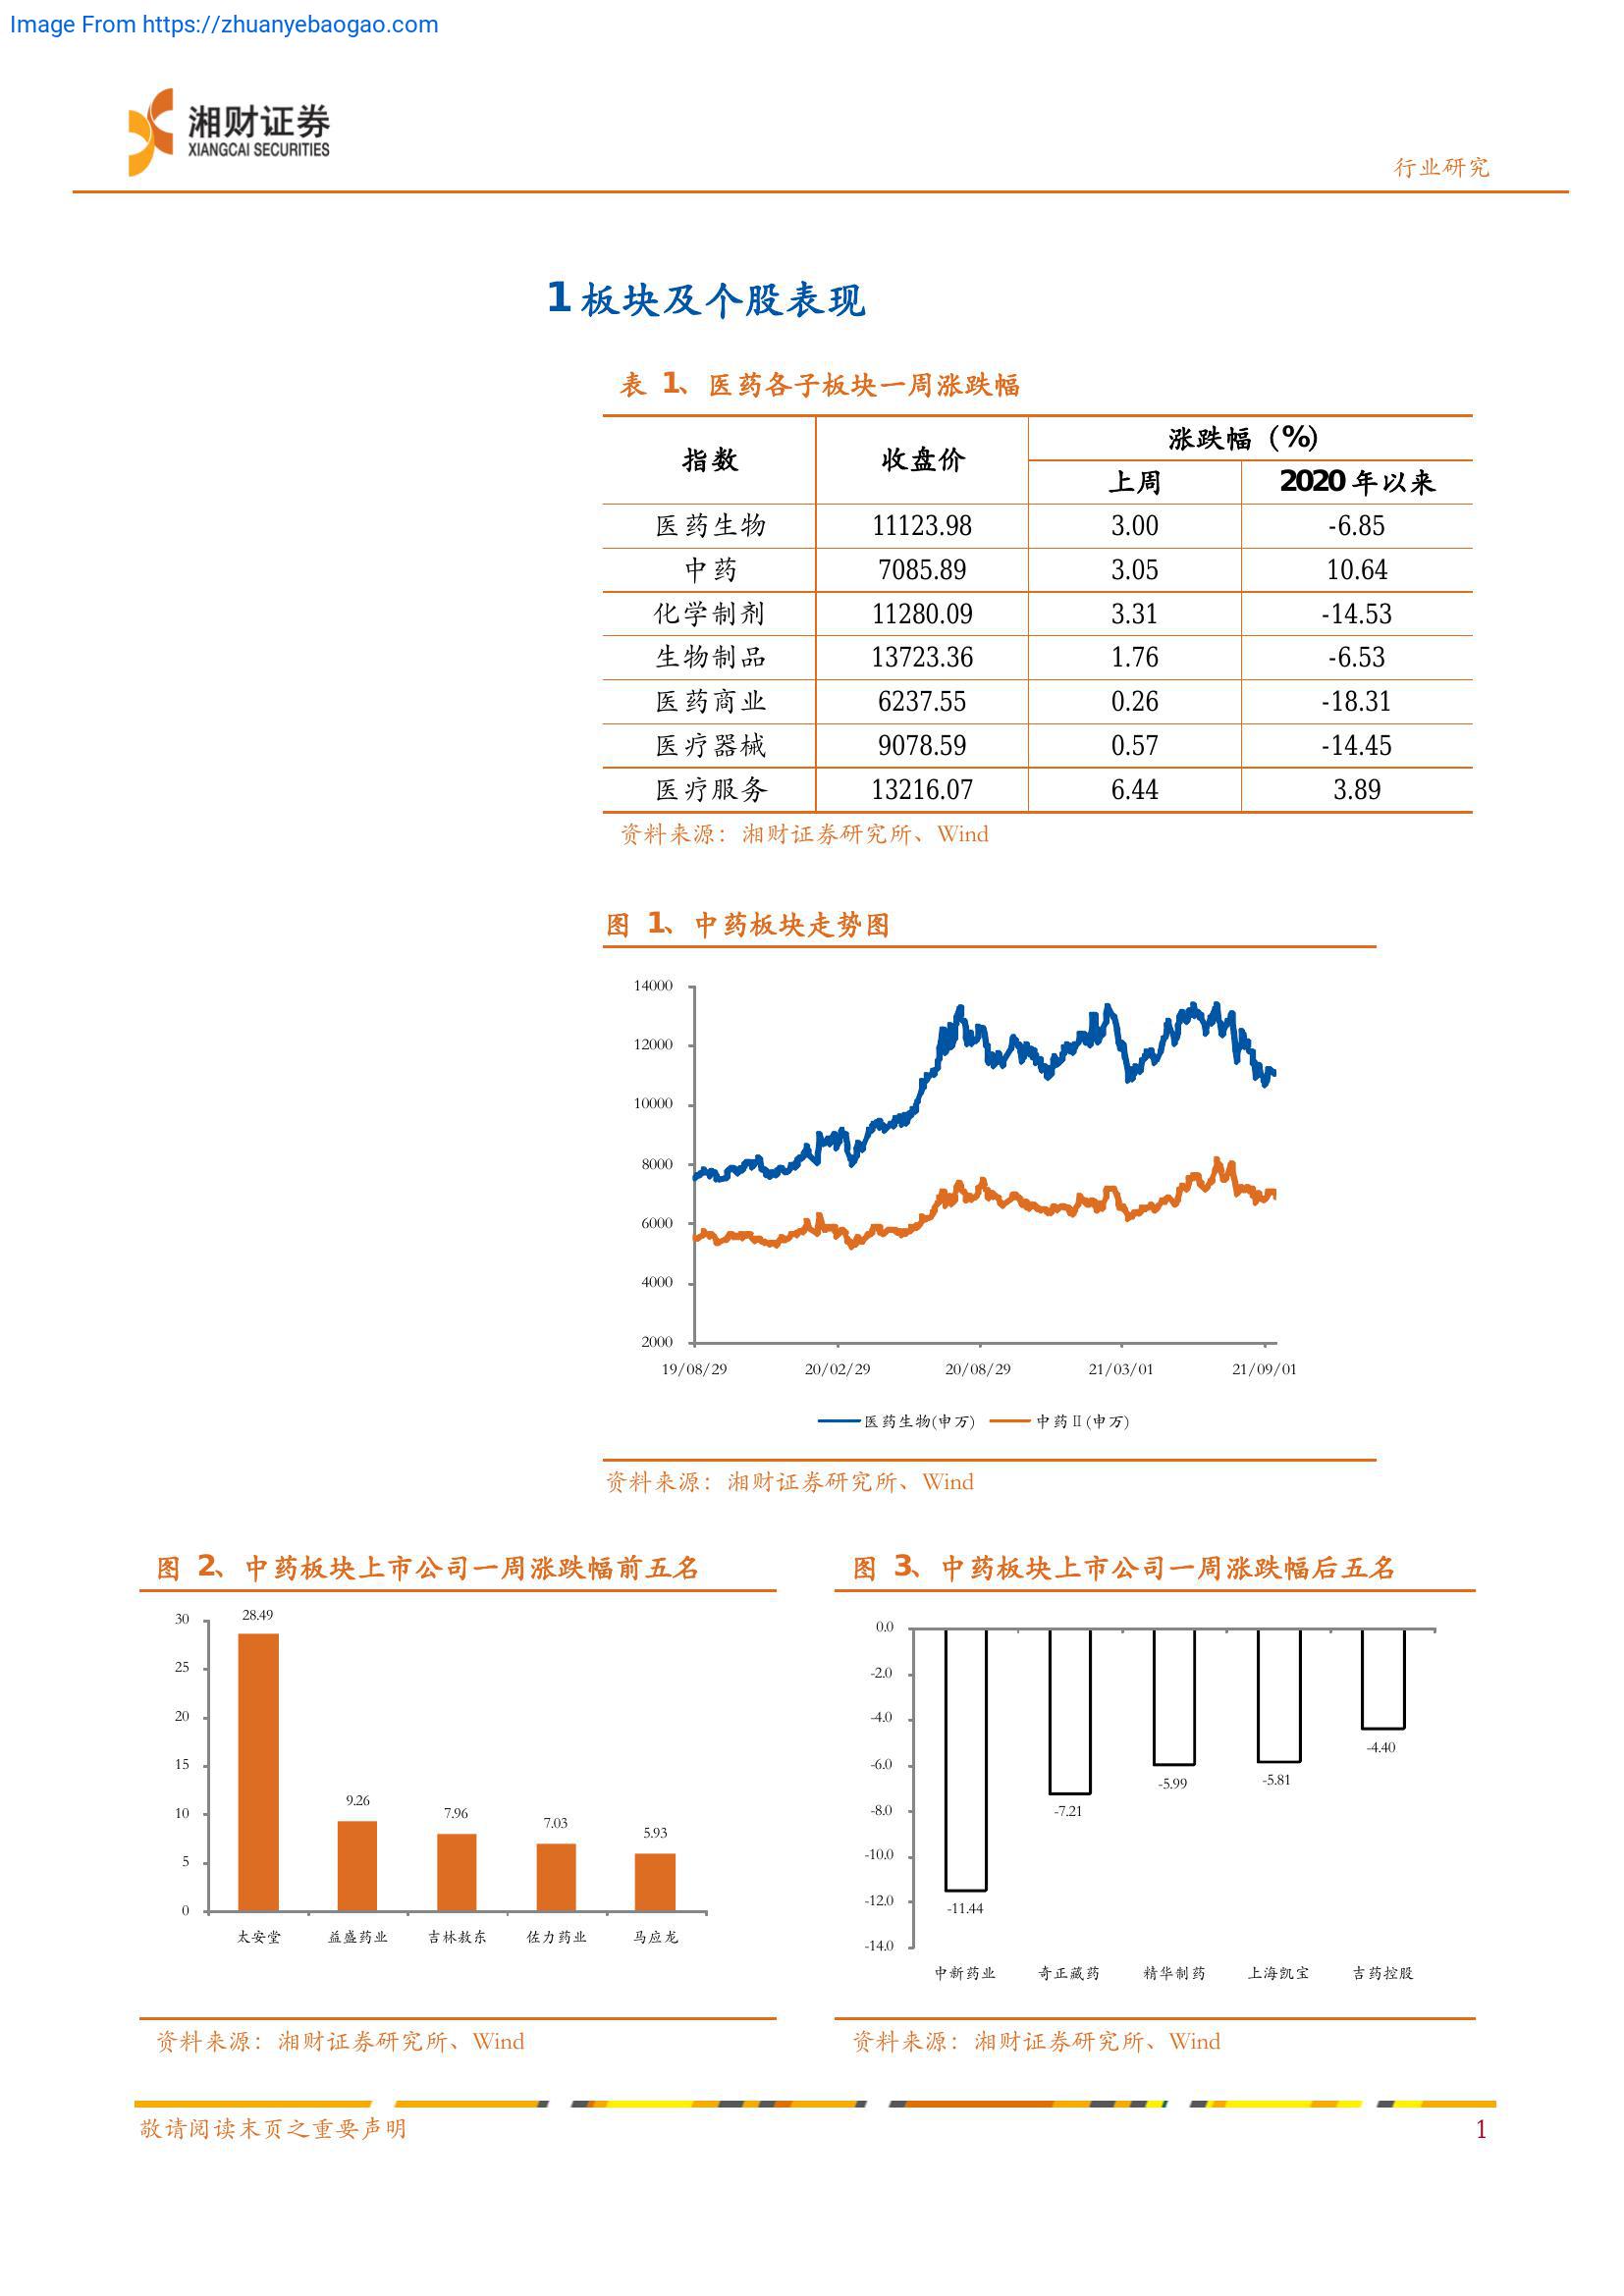 Image From https://zhuanyebaogao.com
湘财证券
XIANGCAI SECURITIES
行业研究
1 板块及个股表现
表 1、医药各子板块一周涨跌幅
指数 收盘价 涨跌幅（%）
上周 2020 年以来
医药生物 11123.98 3.00 -6.85
中药 7085.89 3.05 10.64
化学制剂 11280.09 3.31 -14.53
生物制品 13723.36 1.76 -6.53
医药商业 6237.55 0.26 -18.31
医疗器械 9078.59 0.57 -14.45
医疗服务 13216.07 6.44 3.89
资料来源：湘财证券研究所、Wind
图 1、中药板块走势图
14000
12000
10000
8000
6000
4000
2000
19/08/29 20/02/29 20/08/29 21/03/01 21/09/01
医药生物(申万) 中药Ⅱ(申万)
资料来源：湘财证券研究所、Wind
图 2、中药板块上市公司一周涨跌幅前五名
30
25
20
15
10
5
0
28.49
9.26
7.96
7.03
5.93
太安堂 益盛药业 吉林敖东 佐力药业 马应龙
资料来源：湘财证券研究所、Wind
图 3、中药板块上市公司一周涨跌幅后五名
0.0
-2.0
-4.0
-6.0
-8.0
-10.0
-12.0
-14.0
-11.44
-7.21
-5.99
-5.81
-4.40
中新药业 奇正藏药 精华制药 上海凯宝 吉药控股
资料来源：湘财证券研究所、Wind
敬请阅读末页之重要声明
1